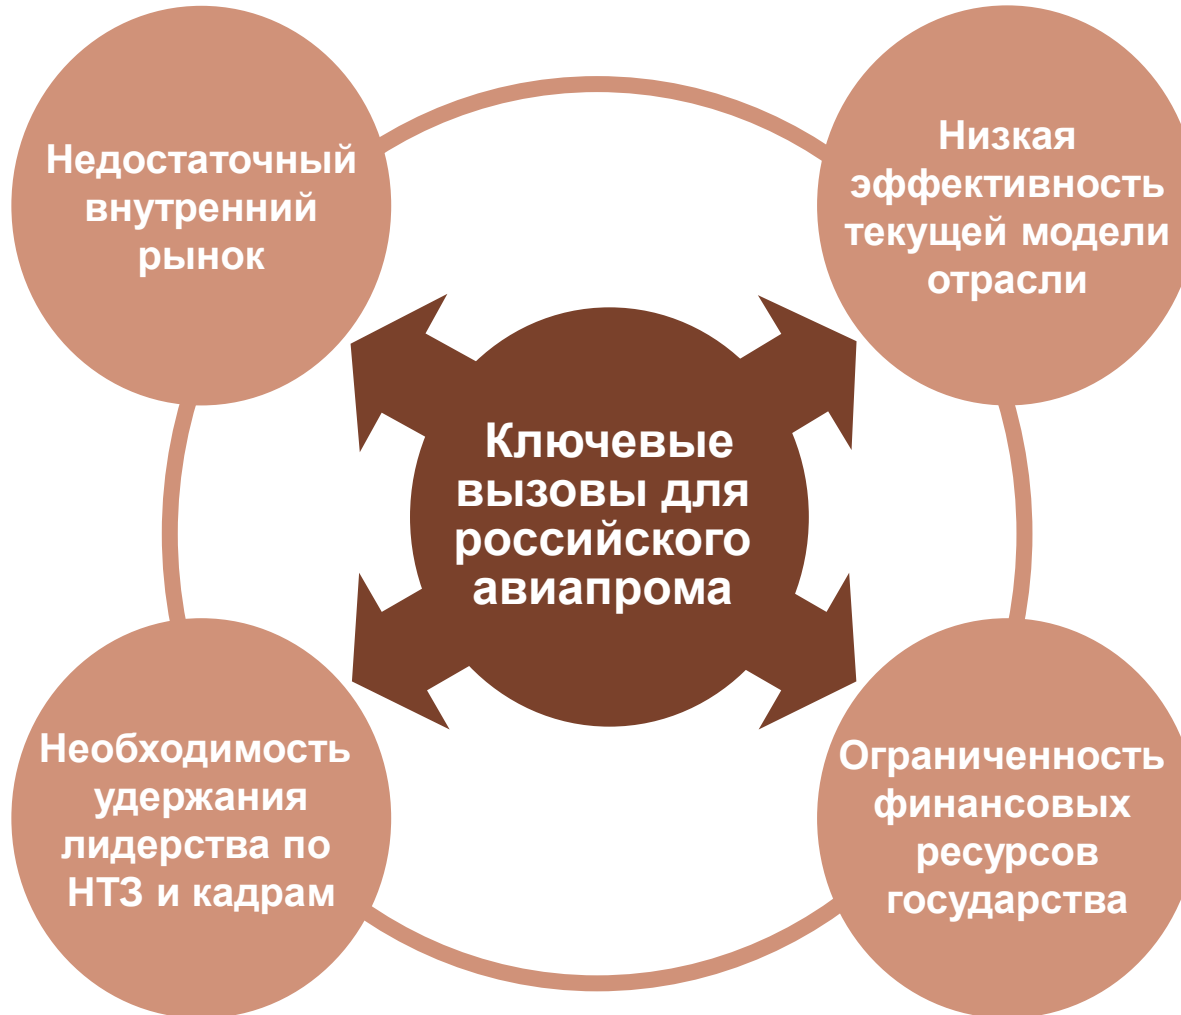 Недостаточный
внутренний
рынок
Низкая
эффективность
текущей модели
отрасли
Ключевые
вызовы для
российского
авиапрома
Необходимость
удержания
лидерства по
НТЗ и кадрам
Ограниченность
финансовых
ресурсов
государства